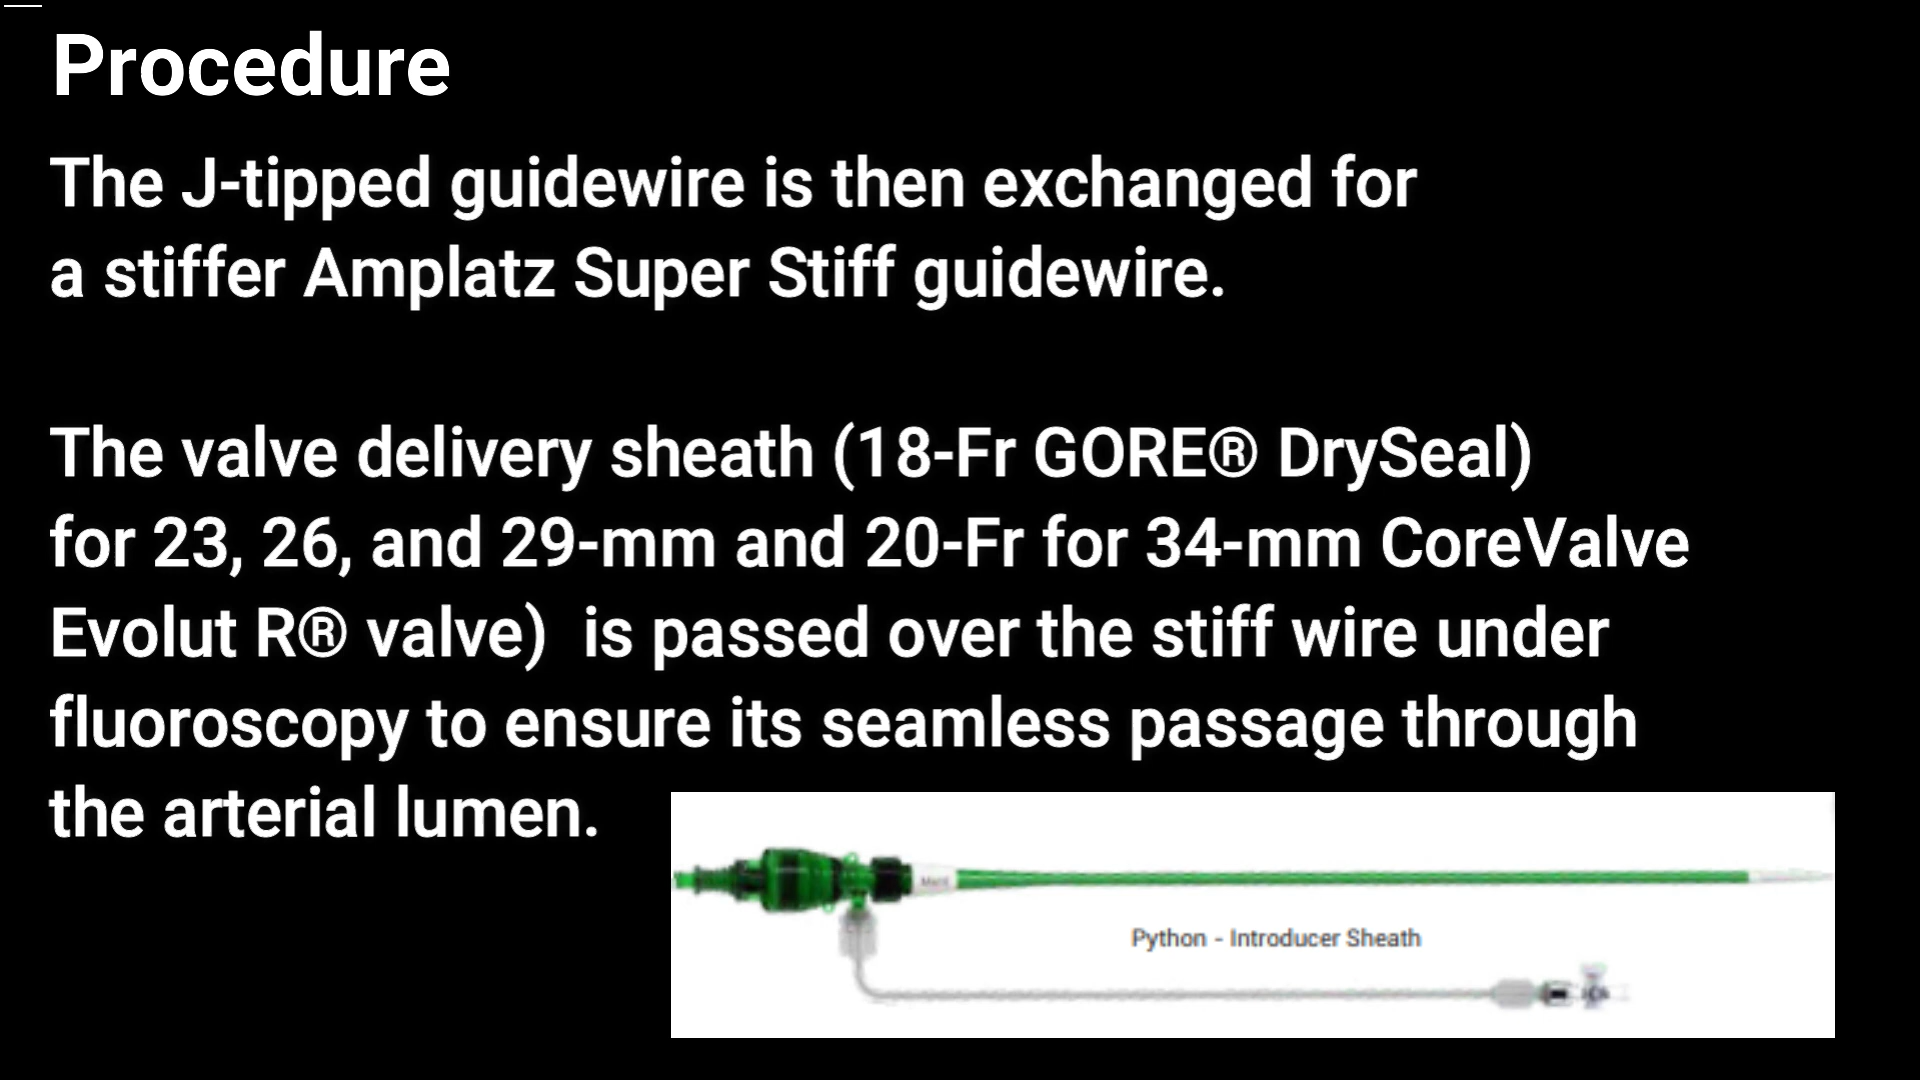 Procedure
The J-tipped guidewire is then exchanged for
a stiffer Amplatz Super Stiff guidewire.
The valve delivery sheath (18-Fr GORE® DrySeal)
for 23, 26, and 29-mm and 20-Fr for 34-mm CoreValve
Evolut R® valve)  is passed over the stiff wire under
fluoroscopy to ensure its seamless passage through
the arterial lumen.
Python - Introducer Sheath